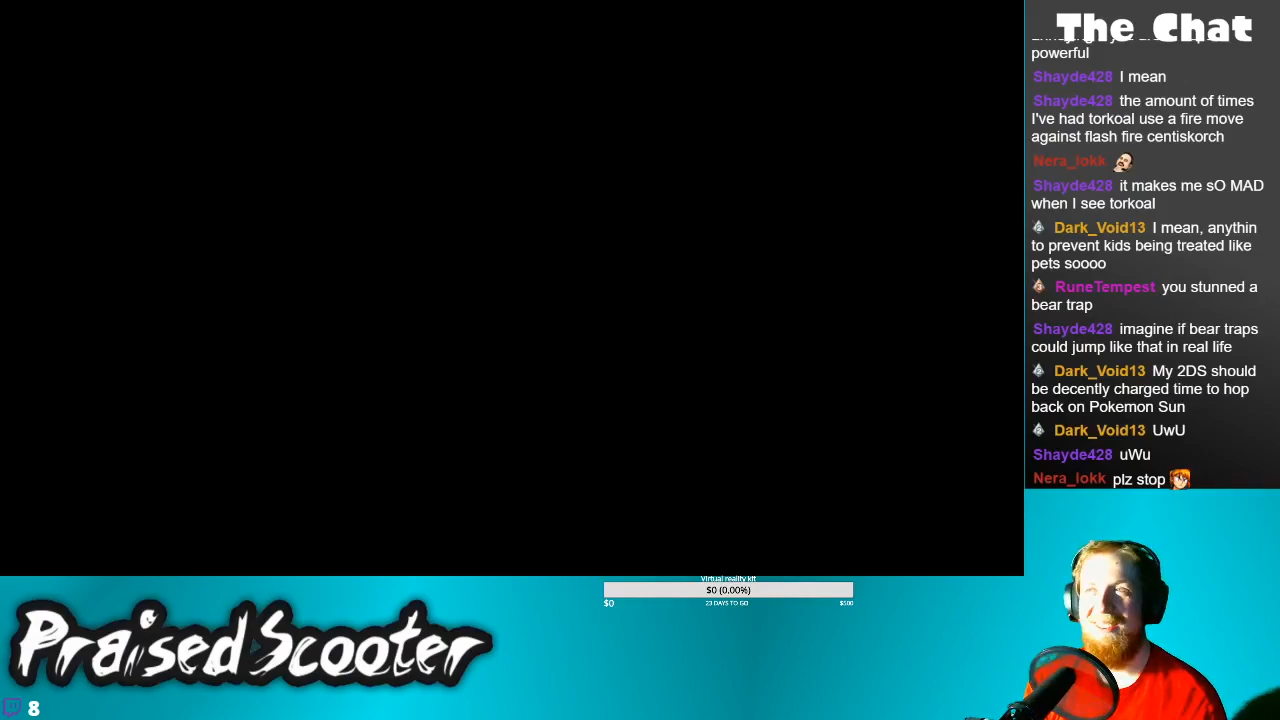 The Chat
powerful
Shayde428 I mean
Shayde428 the amount of times
I've had torkoal use a fire move
against flash fire centiskorch
Nera_lokk
Shayde428 it makes me sO MAD
when I see torkoal
Dark_Void13 I mean, anythin
to prevent kids being treated like
pets soooo
RuneTempest you stunned a
bear trap
Shayde428 imagine if bear traps
could jump like that in real life
Dark_Void13 My 2DS should
be decently charged time to hop
back on Pokemon Sun
Dark_Void13 UwU
Shayde428 uWu
Nera_lokk plz stop
Virtual reality kit
$0 (0.00%)
$0 23 DAYS TO GO $500
Praised Scooter
8